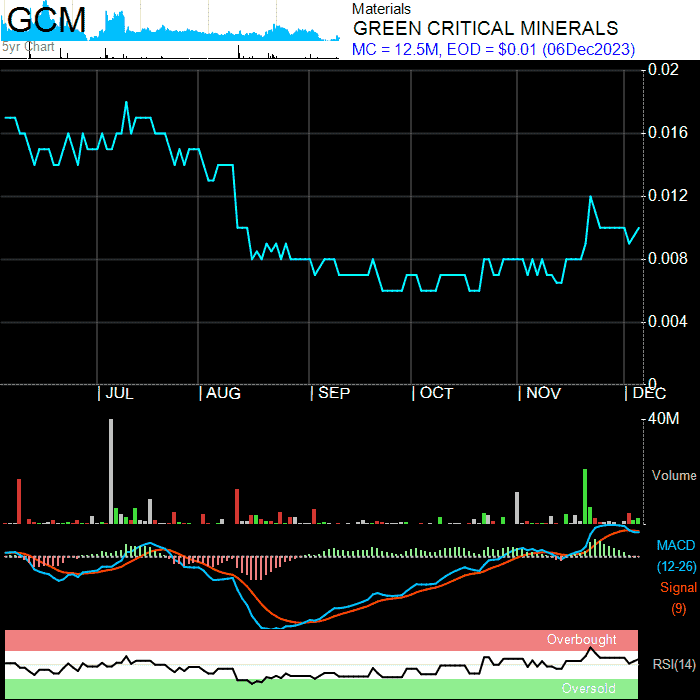 GCM
5yr Chart
Materials
GREEN CRITICAL MINERALS
MC = 12.5M, EOD = $0.01 (06Dec2023)
0.02
0.016
0.012
0.008
0.004
0
JUL
AUG
SEP
OCT
NOV
DEC
40M
Volume
MACD
(12-26)
Signal
(9)
Overbought
RSI(14)
Oversold